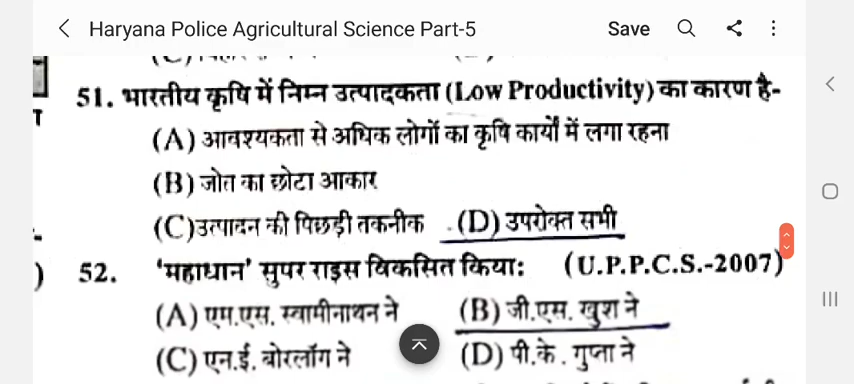 Haryana Police Agricultural Science Part-5 Save
51. भारतीय कृषि में निम्न उत्पादकता (Low Productivity) का कारण है-
(A) आवश्यकता से अधिक लोगों का कृषि कार्यों में लगा रहना
(B) जोत का छोटा आकार
(C) उत्पादन की पिछड़ी तकनीक (D) उपरोक्त सभी
52. 'महाधान' सुपर राइस विकसित किया: (U.P.P.C.S.-2007)
(A) एम.एस. स्वामीनाथन ने (B) जी.एस. खुश ने
(C) एन.ई. बोरलॉग ने (D) पी.के. गुप्ता ने